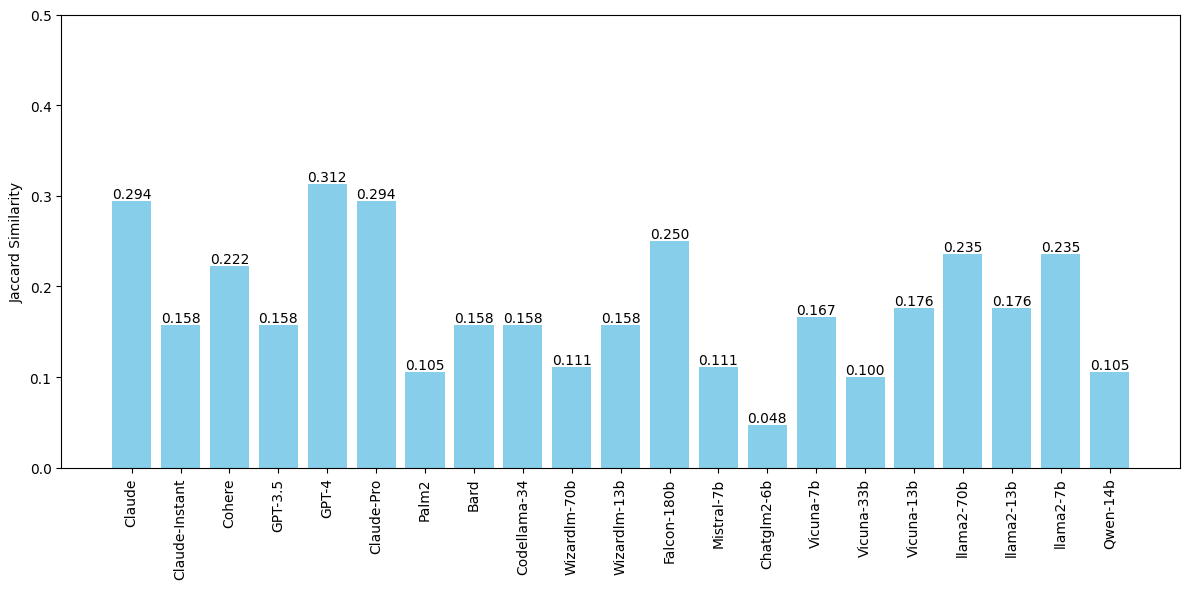 Jaccard Similarity
0.5
0.4
0.3
0.2
0.1
0.0
0.294
0.158
0.222
0.158
0.312
0.294
0.105
0.158
0.158
0.111
0.158
0.250
0.111
0.048
0.167
0.100
0.176
0.235
0.176
0.235
0.105
Claude
Claude-Instant
Cohere
GPT-3.5
GPT-4
Claude-Pro
Palm2
Bard
Codellama-34
Wizardlm-70b
Wizardlm-13b
Falcon-180b
Mistral-7b
Chatglm2-6b
Vicuna-7b
Vicuna-33b
Vicuna-13b
llama2-70b
llama2-13b
llama2-7b
Qwen-14b